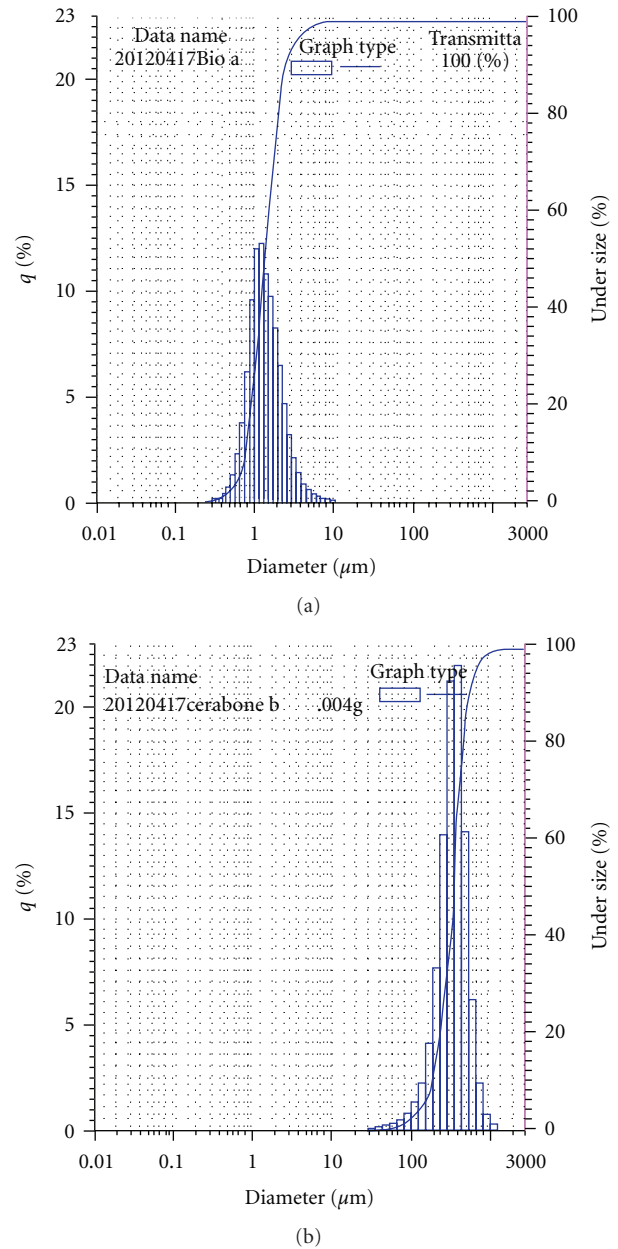 23
20
15
10
5
0
q (%)
Data name
20120417Bio a
Graph type
Transmitta
100 (%)
100
80
60
40
20
0
Under size (%)
0.01 0.1 1 10 100 3000
Diameter (μm)
(a)
23
20
15
10
5
0
q (%)
Data name
20120417cerabone b .004g
Graph type
100
80
60
40
20
0
Under size (%)
0.01 0.1 1 10 100 3000
Diameter (μm)
(b)